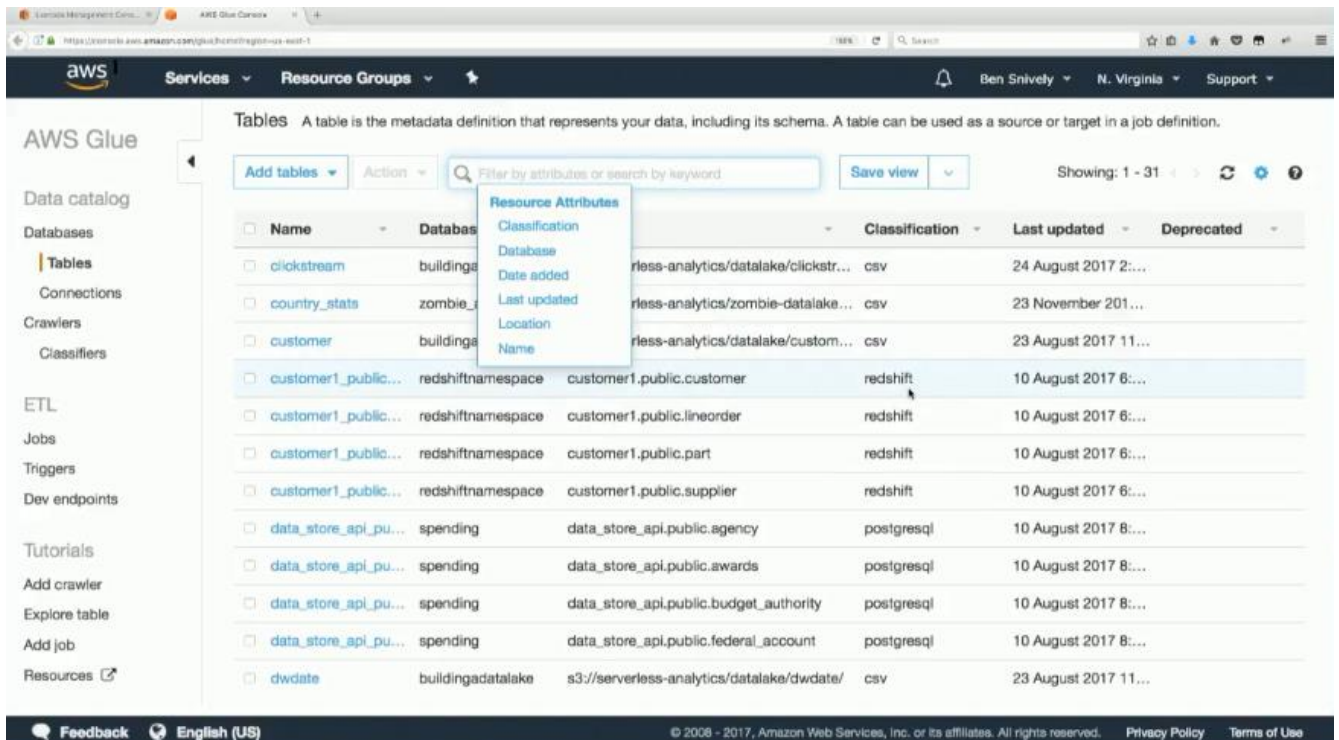 AWS Glue Console
aws
Services
Resource Groups
Ben Snively
N. Virginia
Support
AWS Glue
Data catalog
Databases
Tables
Connections
Crawlers
Classifiers
ETL
Jobs
Triggers
Dev endpoints
Tutorials
Add crawler
Explore table
Add job
Resources
Tables A table is the metadata definition that represents your data, including its schema. A table can be used as a source or target in a job definition.
Add tables Action Filter by attributes or search by keyword Save view Showing: 1 - 31
Resource Attributes
Classification
Database
Date added
Last updated
Location
Name
Name Databas Classification Last updated Deprecated
clickstream buildinga rless-analytics/datalake/clickstr... csv 24 August 2017 2:...
country_stats zombie_ rless-analytics/zombie-datalake... csv 23 November 201...
customer buildinga rless-analytics/datalake/custom... csv 23 August 2017 11...
customer1_public... redshiftnamespace customer1.public.customer redshift 10 August 2017 6:...
customer1_public... redshiftnamespace customer1.public.lineorder redshift 10 August 2017 6:...
customer1_public... redshiftnamespace customer1.public.part redshift 10 August 2017 6:...
customer1_public... redshiftnamespace customer1.public.supplier redshift 10 August 2017 6:...
data_store_api_pu... spending data_store_api.public.agency postgresql 10 August 2017 8:...
data_store_api_pu... spending data_store_api.public.awards postgresql 10 August 2017 8:...
data_store_api_pu... spending data_store_api.public.budget_authority postgresql 10 August 2017 8:...
data_store_api_pu... spending data_store_api.public.federal_account postgresql 10 August 2017 8:...
dwdate buildingadatalake s3://serverless-analytics/datalake/dwdate/ csv 23 August 2017 11...
Feedback English (US) © 2008 - 2017, Amazon Web Services, Inc. or its affiliates. All rights reserved. Privacy Policy Terms of Use